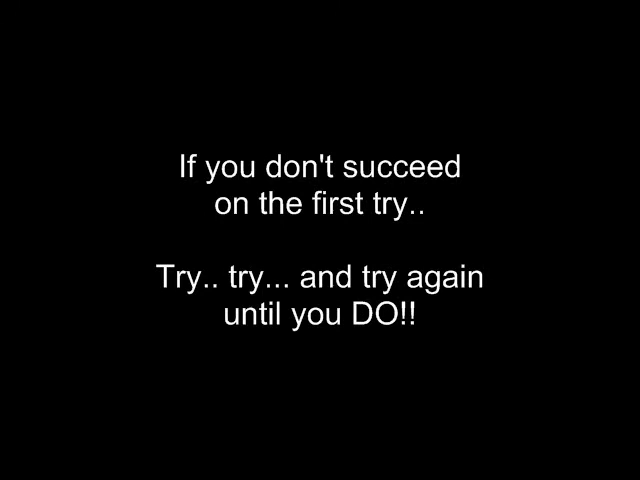 If you don't succeed
on the first try..
Try.. try... and try again
until you DO!!